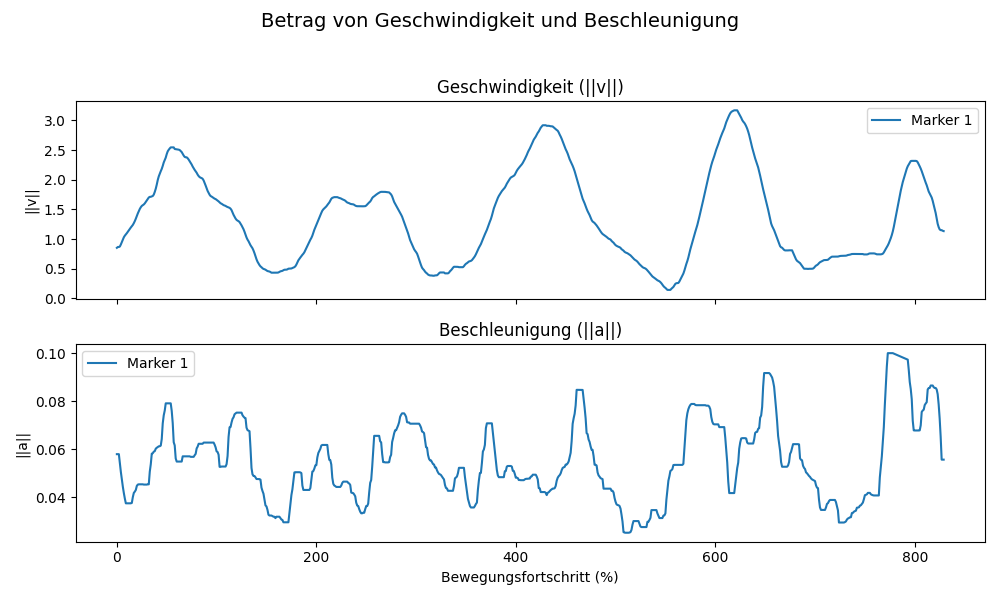 Betrag von Geschwindigkeit und Beschleunigung
Geschwindigkeit (||v||)
3.0
2.5
2.0
1.5
1.0
0.5
0.0
||v||
Marker 1
Beschleunigung (||a||)
0.10
0.08
0.06
0.04
||a||
Marker 1
0 200 400 600 800
Bewegungsfortschritt (%)